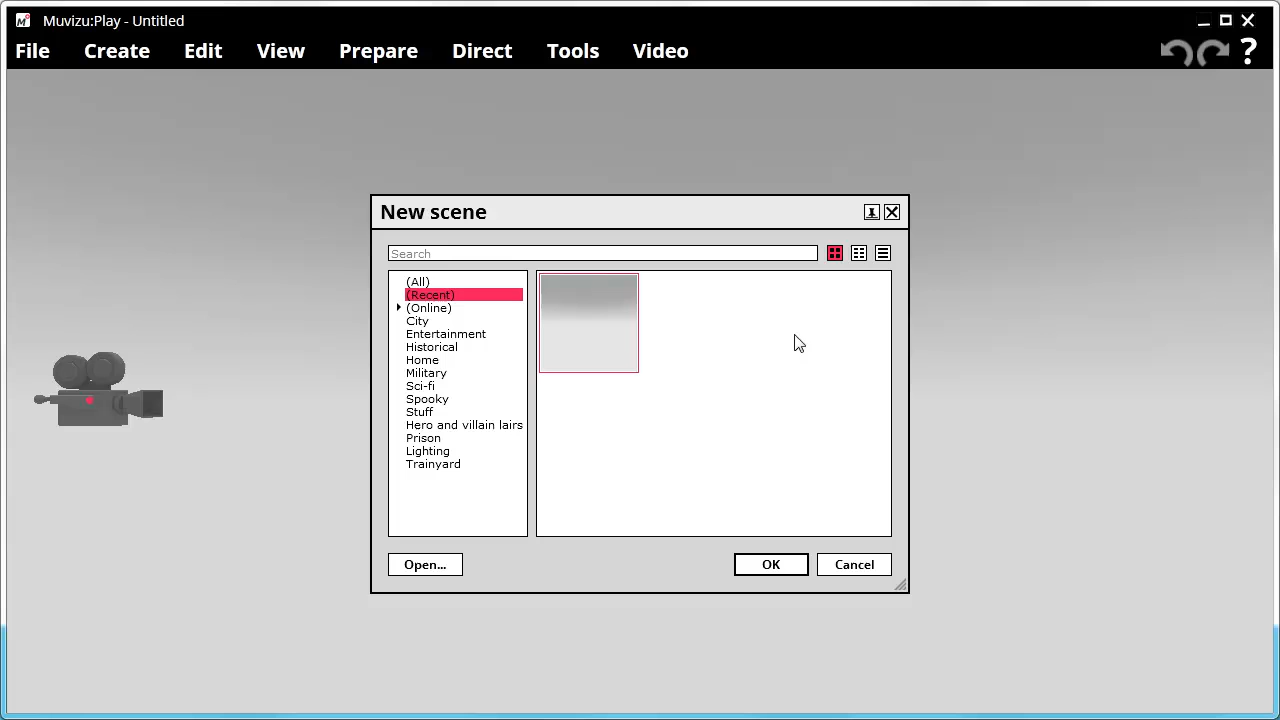 Muvizu:Play - Untitled
File Create Edit View Prepare Direct Tools Video ?
New scene
Search
(All)
(Recent)
(Online)
City
Entertainment
Historical
Home
Military
Sci-fi
Spooky
Stuff
Hero and villain lairs
Prison
Lighting
Trainyard
Open... OK Cancel